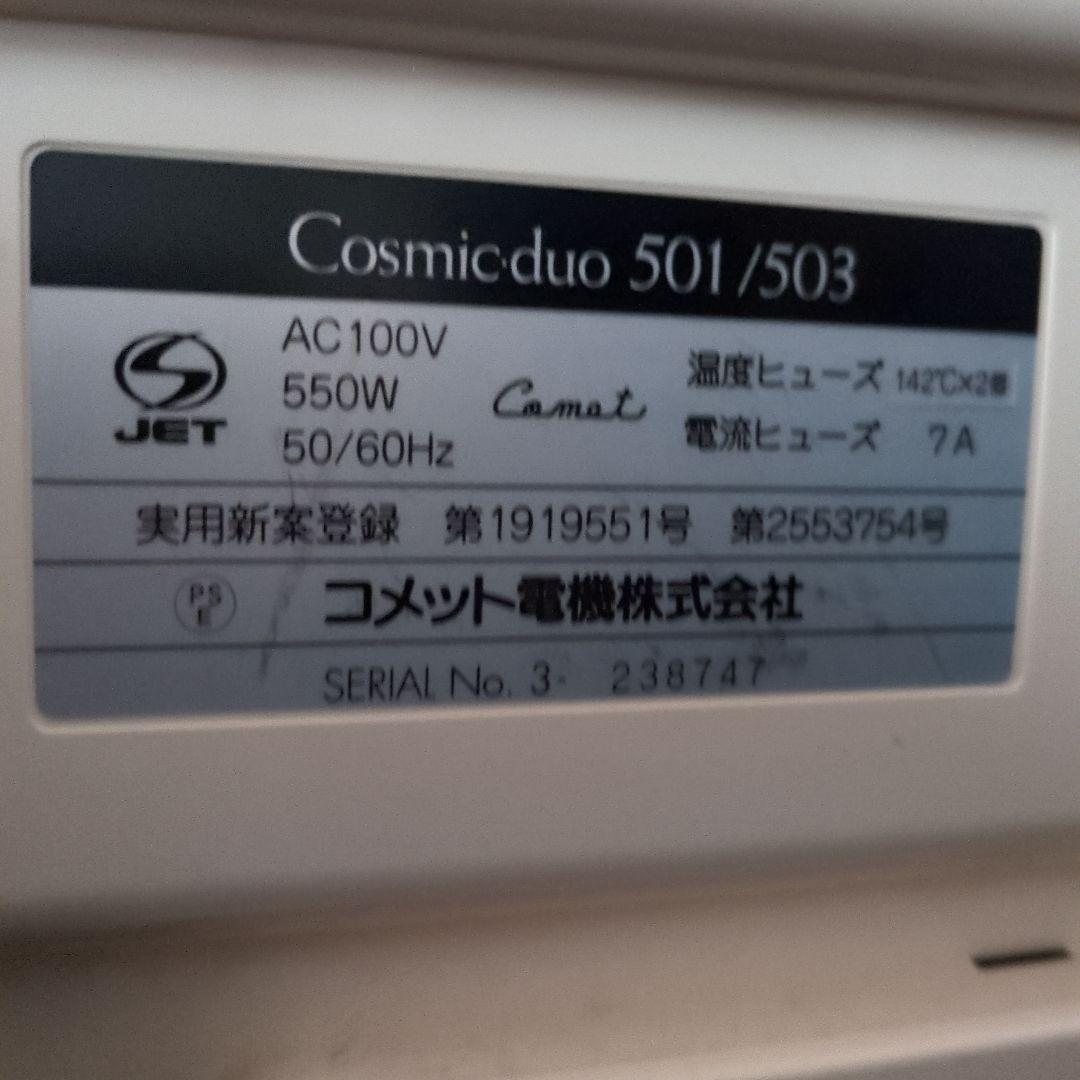 Cosmic·duo 501/503
JET
AC100V
550W
50/60Hz
Comet
温度ヒューズ 142℃×2個
電流ヒューズ 7A
実用新案登録 第1919551号 第2553754号
PS
E
コメット電機株式会社
SERIAL No. 3- 238747